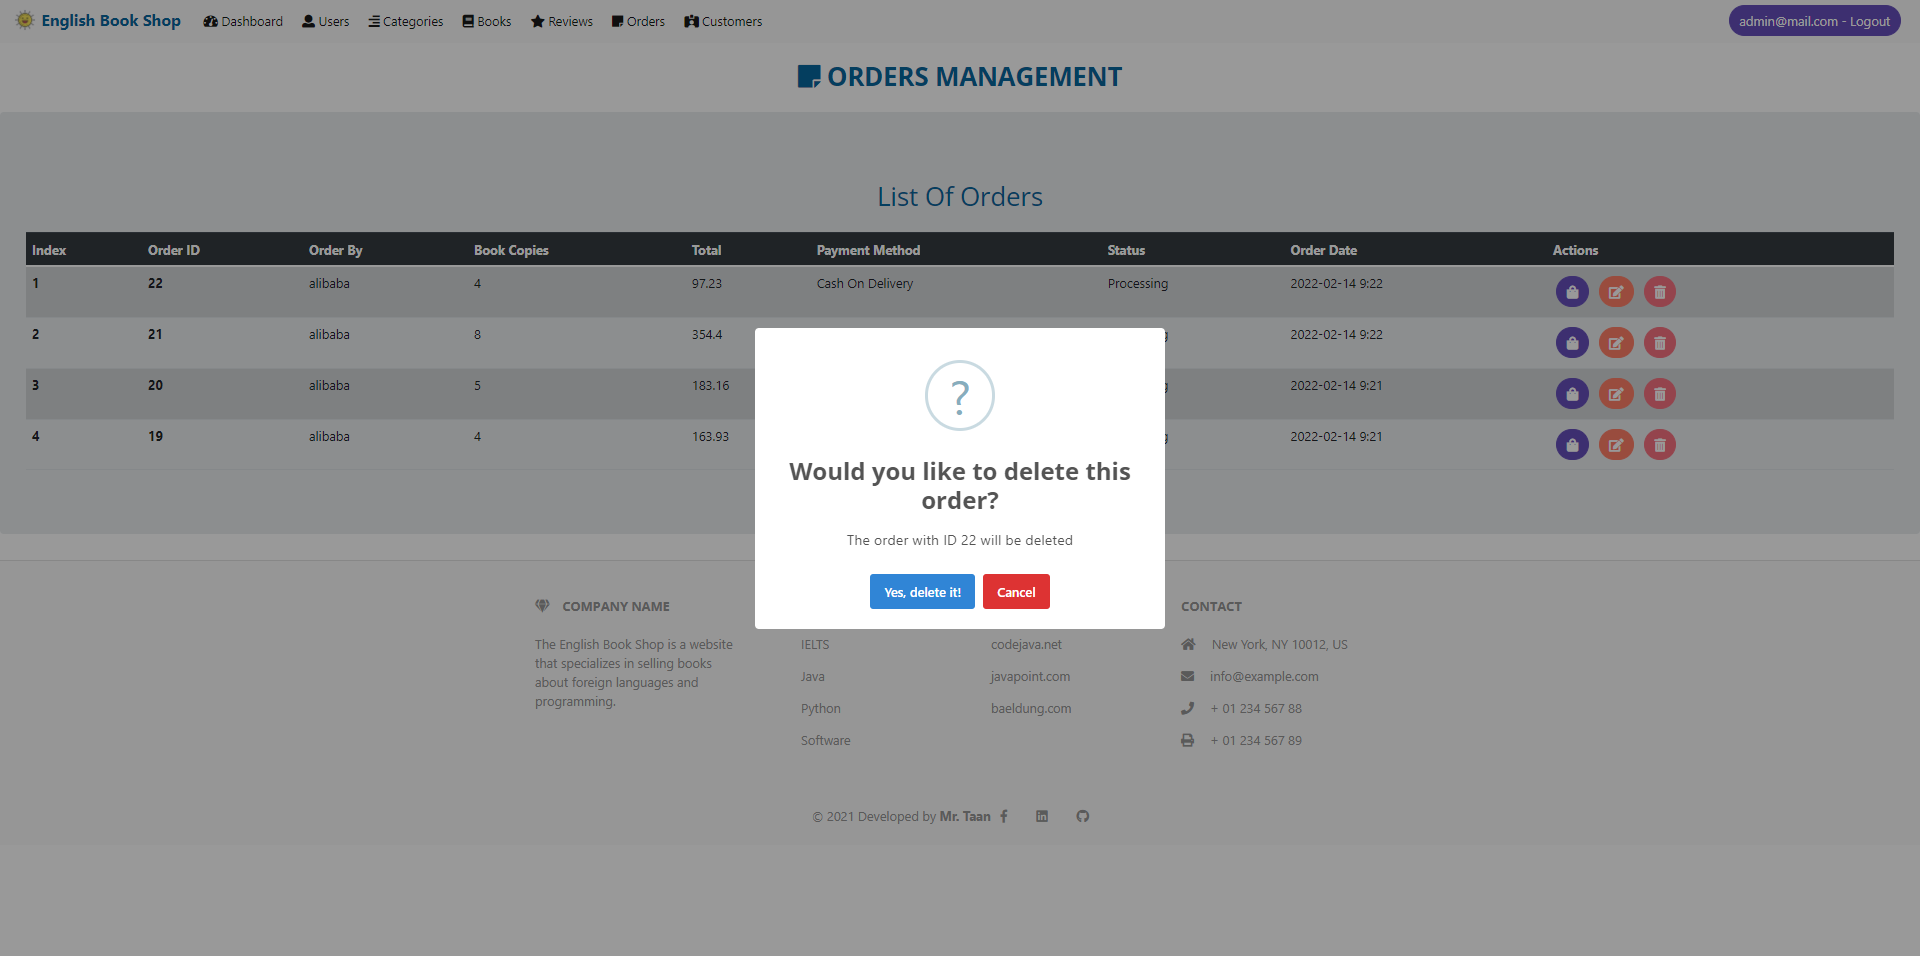 English Book Shop Dashboard Users Categories Books Reviews Orders Customers admin@mail.com - Logout
ORDERS MANAGEMENT
List Of Orders
Index Order ID Order By Book Copies Total Payment Method Status Order Date Actions
1 22 alibaba 4 97.23 Cash On Delivery Processing 2022-02-14 9:22
2 21 alibaba 8 354.4 2022-02-14 9:22
3 20 alibaba 5 183.16 2022-02-14 9:21
4 19 alibaba 4 163.93 2022-02-14 9:21
?
Would you like to delete this
order?
The order with ID 22 will be deleted
Yes, delete it! Cancel
COMPANY NAME
The English Book Shop is a website
that specializes in selling books
about foreign languages and
programming.
IELTS
Java
Python
Software
codejava.net
javapoint.com
baeldung.com
CONTACT
New York, NY 10012, US
info@example.com
+ 01 234 567 88
+ 01 234 567 89
© 2021 Developed by Mr. Taan